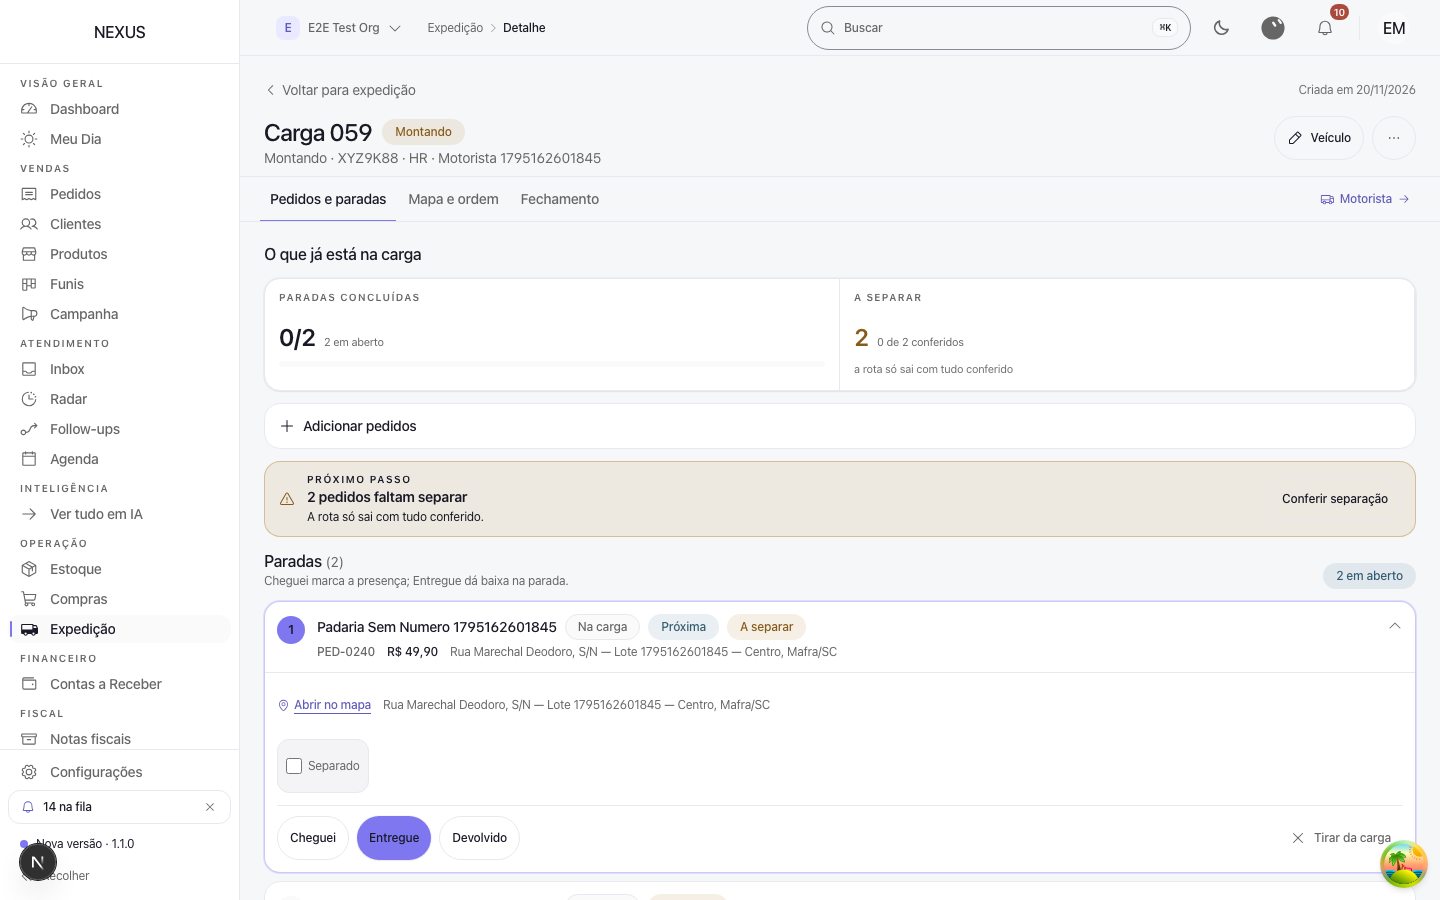 NEXUS
VISÃO GERAL
Dashboard
Meu Dia
VENDAS
Pedidos
Clientes
Produtos
Funis
Campanha
ATENDIMENTO
Inbox
Radar
Follow-ups
Agenda
INTELIGÊNCIA
Ver tudo em IA
OPERAÇÃO
Estoque
Compras
Expedição
FINANCEIRO
Contas a Receber
FISCAL
Notas fiscais
Configurações
14 na fila
Nova versão · 1.1.0
N
Recolher
E E2E Test Org Expedição Detalhe
Buscar ⌘K
10
EM
Voltar para expedição
Criada em 20/11/2026
Carga 059 Montando
Montando · XYZ9K88 · HR · Motorista 1795162601845
Veículo
Pedidos e paradas Mapa e ordem Fechamento
Motorista
O que já está na carga
PARADAS CONCLUÍDAS
0/2 2 em aberto
A SEPARAR
2 0 de 2 conferidos
a rota só sai com tudo conferido
Adicionar pedidos
PRÓXIMO PASSO
2 pedidos faltam separar
A rota só sai com tudo conferido.
Conferir separação
Paradas (2)
Cheguei marca a presença; Entregue dá baixa na parada.
2 em aberto
1 Padaria Sem Numero 1795162601845 Na carga Próxima A separar
PED-0240 R$ 49,90 Rua Marechal Deodoro, S/N — Lote 1795162601845 — Centro, Mafra/SC
Abrir no mapa Rua Marechal Deodoro, S/N — Lote 1795162601845 — Centro, Mafra/SC
Separado
Cheguei Entregue Devolvido
Tirar da carga